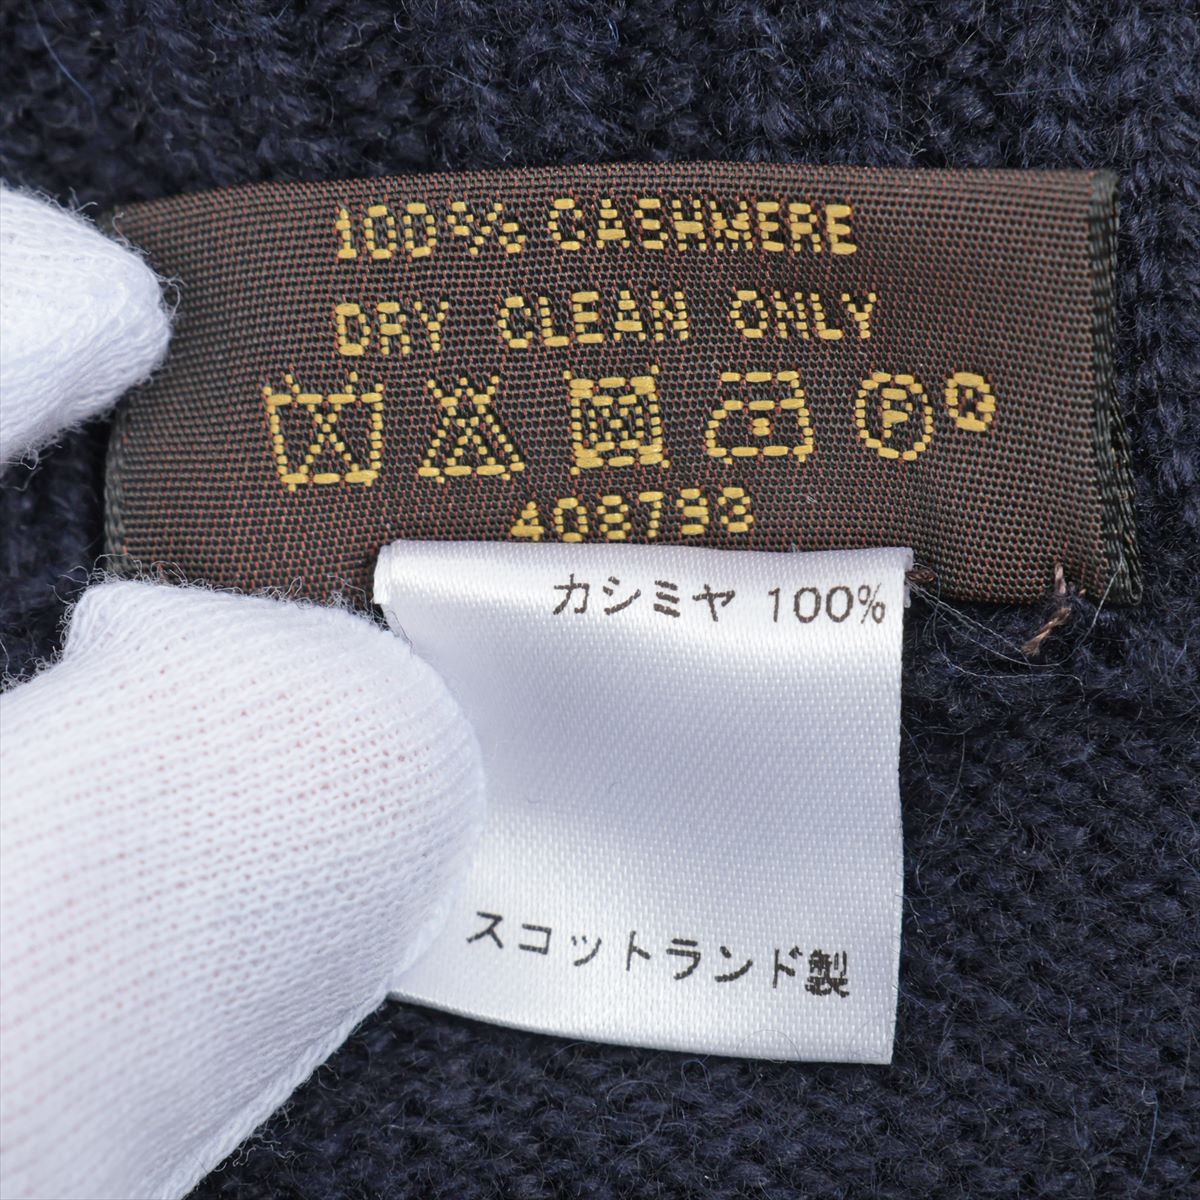 100% CASHMERE
DRY CLEAN ONLY
F R
408793
カシミヤ 100%
スコットランド製